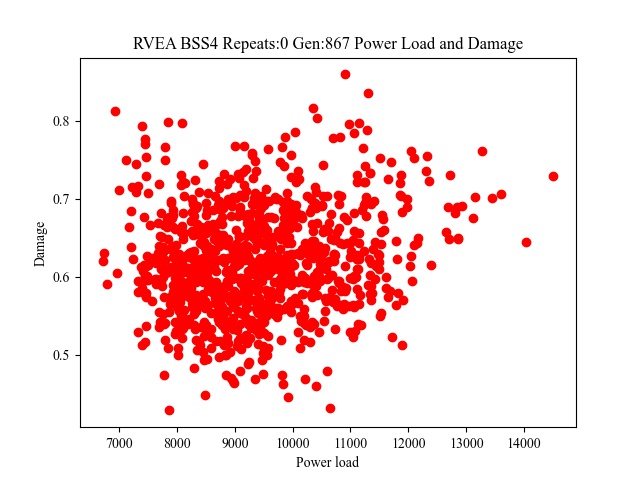 RVEA BSS4 Repeats:0 Gen:867 Power Load and Damage
0.8
0.7
0.6
0.5
Damage
7000 8000 9000 10000 11000 12000 13000 14000
Power load